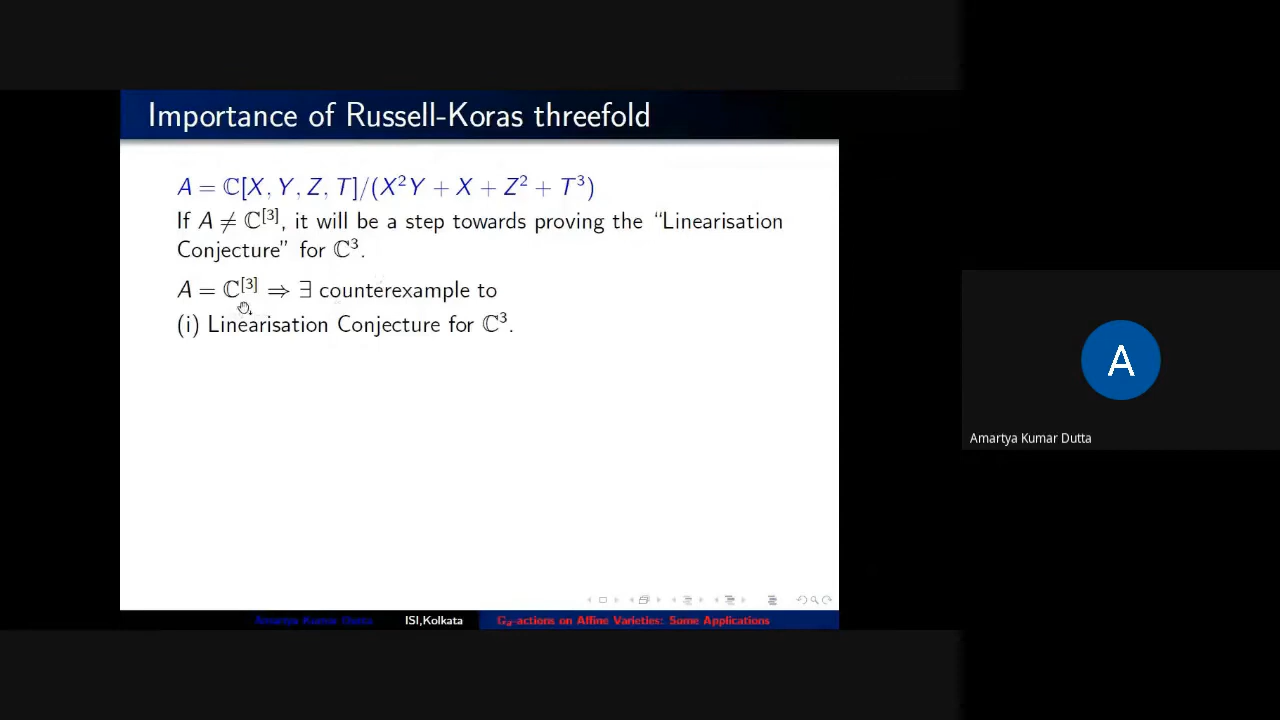 Importance of Russell-Koras threefold
A = ℂ[X, Y, Z, T]/(X²Y + X + Z² + T³)
If A ≠ ℂ^[3], it will be a step towards proving the “Linearisation
Conjecture” for ℂ³.
A = ℂ^[3] ⇒ ∃ counterexample to
(i) Linearisation Conjecture for ℂ³.
A
Amartya Kumar Dutta
Amartya Kumar Dutta ISI,Kolkata G_a-actions on Affine Varieties: Some Applications